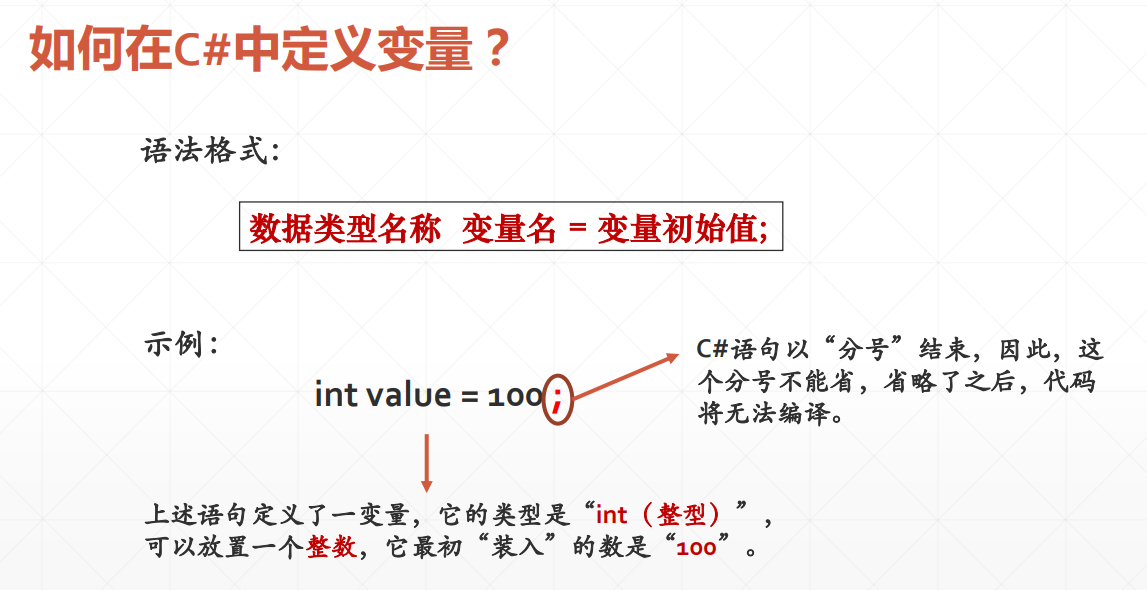 如何在C#中定义变量？
语法格式：
数据类型名称 变量名 = 变量初始值;
示例：
int value = 100;
C#语句以“分号”结束，因此，这
个分号不能省，省略了之后，代码
将无法编译。
上述语句定义了一变量，它的类型是“int（整型）”，
可以放置一个整数，它最初“装入”的数是“100”。